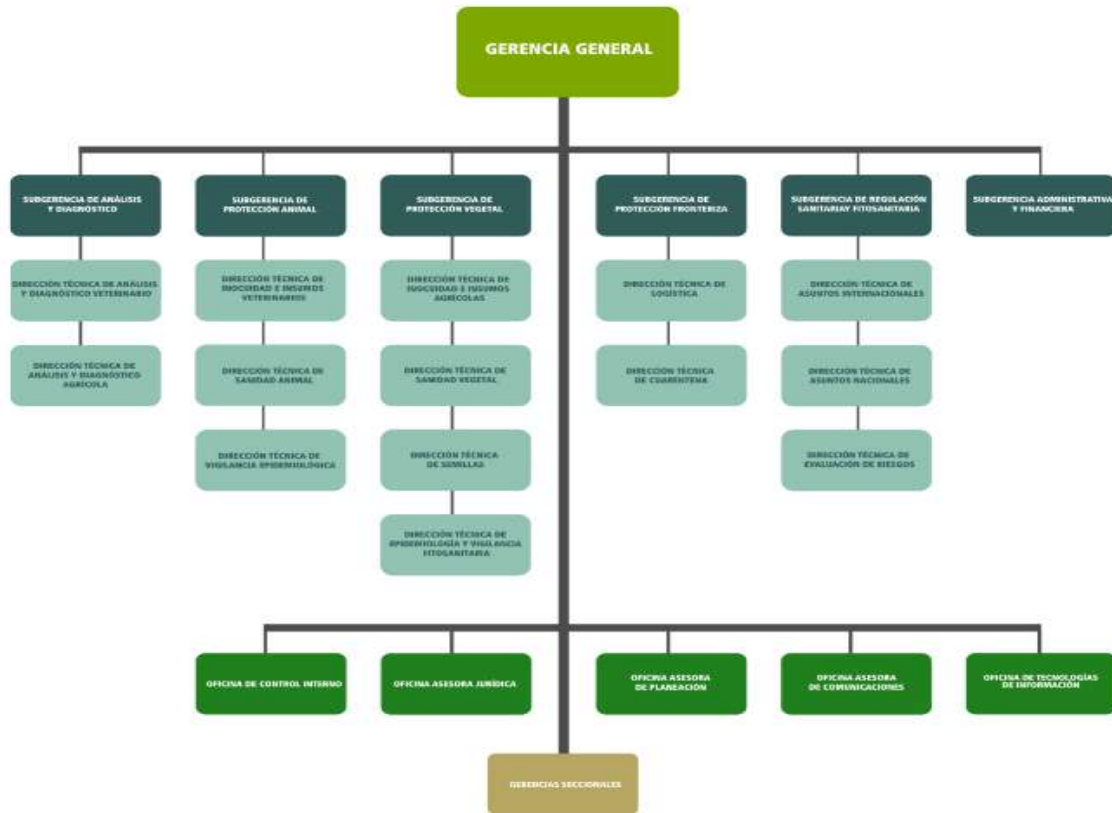 GERENCIA GENERAL
SUBGERENCIA DE ANÁLISIS
Y DIAGNÓSTICO
SUBGERENCIA DE
PROTECCIÓN ANIMAL
SUBGERENCIA DE
PROTECCIÓN VEGETAL
SUBGERENCIA DE
PROTECCIÓN FRONTERIZA
SUBGERENCIA DE REGULACIÓN
SANITARIAY FITOSANITARIA
SUBGERENCIA ADMINISTRATIVA
Y FINANCIERA
DIRECCIÓN TÉCNICA DE ANÁLISIS
Y DIAGNÓSTICO VETERINARIO
DIRECCIÓN TÉCNICA DE
INOCUIDAD E INSUMOS
VETERINARIOS
DIRECCIÓN TÉCNICA DE
INOCUIDAD E INSUMOS
AGRÍCOLAS
DIRECCIÓN TÉCNICA DE
LOGÍSTICA
DIRECCIÓN TÉCNICA DE
ASUNTOS INTERNACIONALES
DIRECCIÓN TÉCNICA DE
ANÁLISIS Y DIAGNÓSTICO
AGRÍCOLA
DIRECCIÓN TÉCNICA DE
SANIDAD ANIMAL
DIRECCIÓN TÉCNICA DE
SANIDAD VEGETAL
DIRECCIÓN TÉCNICA
DE CUARENTENA
DIRECCIÓN TÉCNICA DE
ASUNTOS NACIONALES
DIRECCIÓN TÉCNICA DE
VIGILANCIA EPIDEMIOLÓGICA
DIRECCIÓN TÉCNICA
DE SEMILLAS
DIRECCIÓN TÉCNICA DE
EVALUACIÓN DE RIESGOS
DIRECCIÓN TÉCNICA DE
EPIDEMIOLOGÍA Y VIGILANCIA
FITOSANITARIA
OFICINA DE CONTROL INTERNO
OFICINA ASESORA JURÍDICA
OFICINA ASESORA
DE PLANEACIÓN
OFICINA ASESORA
DE COMUNICACIONES
OFICINA DE TECNOLOGÍAS
DE INFORMACIÓN
GERENCIAS SECCIONALES